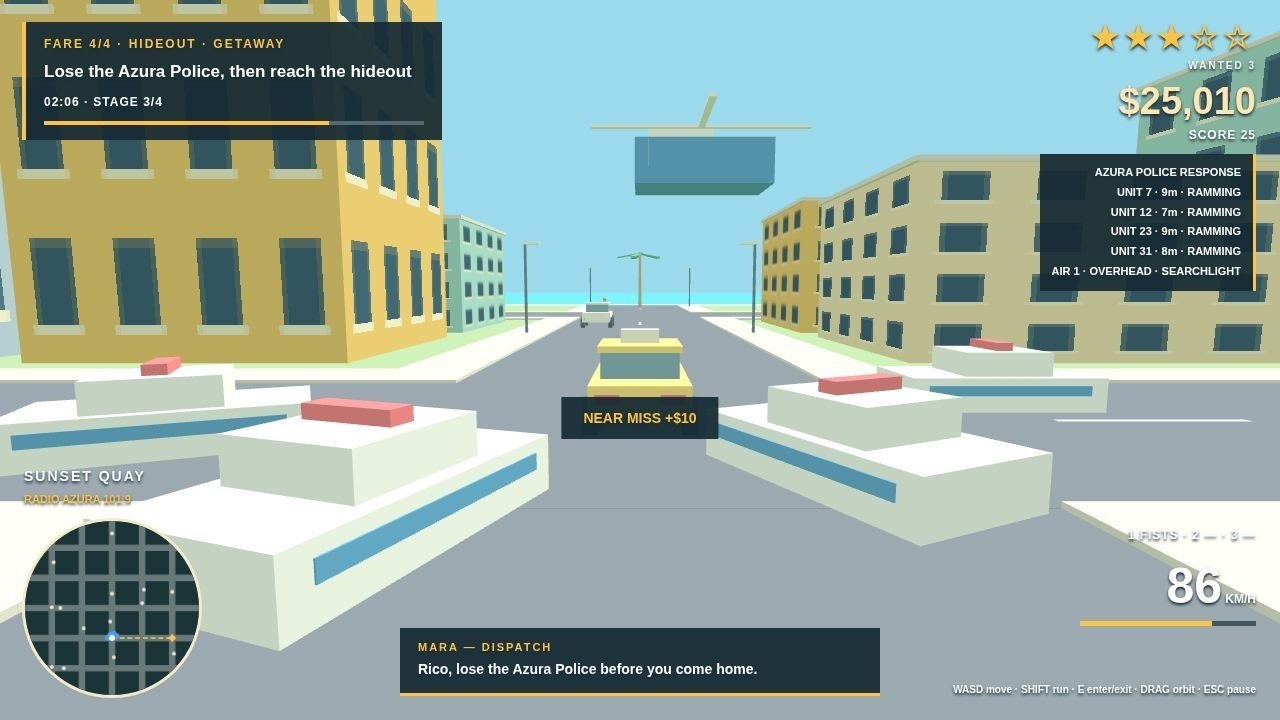 FARE 4/4 · HIDEOUT · GETAWAY
Lose the Azura Police, then reach the hideout
02:06 · STAGE 3/4
★★★☆☆
WANTED 3
$25,010
SCORE 25
AZURA POLICE RESPONSE
UNIT 7 · 9m · RAMMING
UNIT 12 · 7m · RAMMING
UNIT 23 · 9m · RAMMING
UNIT 31 · 8m · RAMMING
AIR 1 · OVERHEAD · SEARCHLIGHT
NEAR MISS +$10
SUNSET QUAY
RADIO AZURA 101.9
1 FISTS · 2 — · 3 —
86 KM/H
MARA — DISPATCH
Rico, lose the Azura Police before you come home.
WASD move · SHIFT run · E enter/exit · DRAG orbit · ESC pause